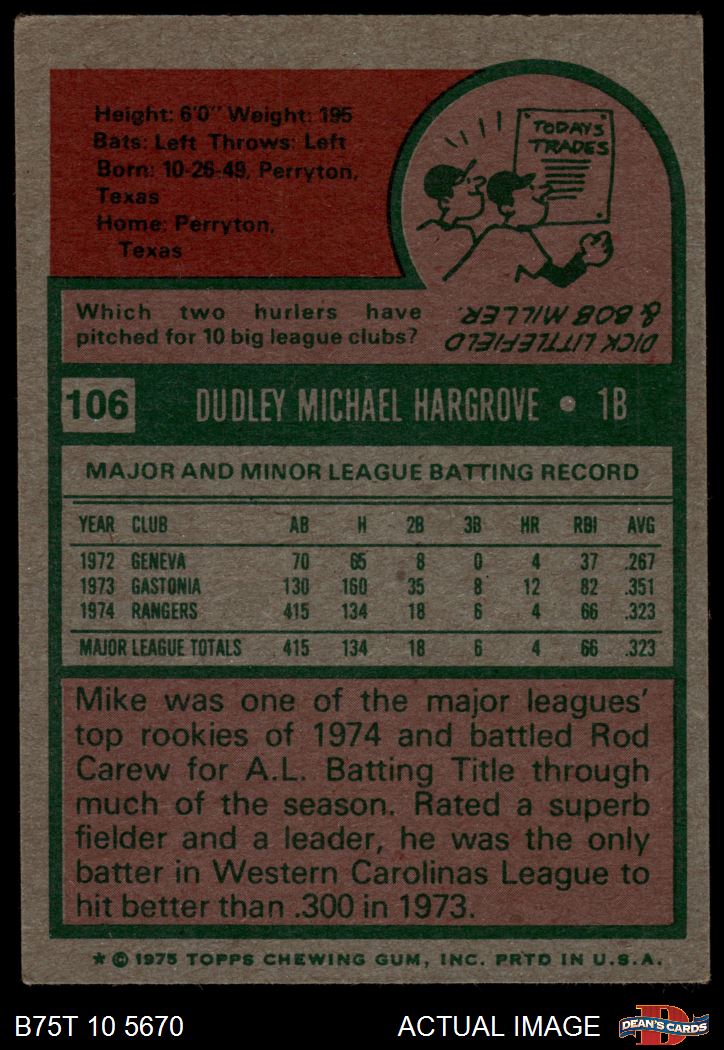 Height: 6'0" Weight: 195
Bats: Left Throws: Left
Born: 10-26-49, Perryton,
Texas
Home: Perryton,
Texas
TODAYS
TRADES
Which two hurlers have
pitched for 10 big league clubs?
DICK LITTLEFIELD
& BOB MILLER.
106
DUDLEY MICHAEL HARGROVE • 1B
MAJOR AND MINOR LEAGUE BATTING RECORD
YEAR CLUB AB H 2B 3B HR RBI AVG
1972 GENEVA 70 65 8 0 4 37 .267
1973 GASTONIA 130 160 35 8 12 82 .351
1974 RANGERS 415 134 18 6 4 66 .323
MAJOR LEAGUE TOTALS 415 134 18 6 4 66 .323
Mike was one of the major leagues'
top rookies of 1974 and battled Rod
Carew for A.L. Batting Title through
much of the season. Rated a superb
fielder and a leader, he was the only
batter in Western Carolinas League to
hit better than .300 in 1973.
* © 1975 TOPPS CHEWING GUM, INC. PRTD IN U.S.A.
B75T 10 5670
ACTUAL IMAGE
D
DEAN'S CARDS